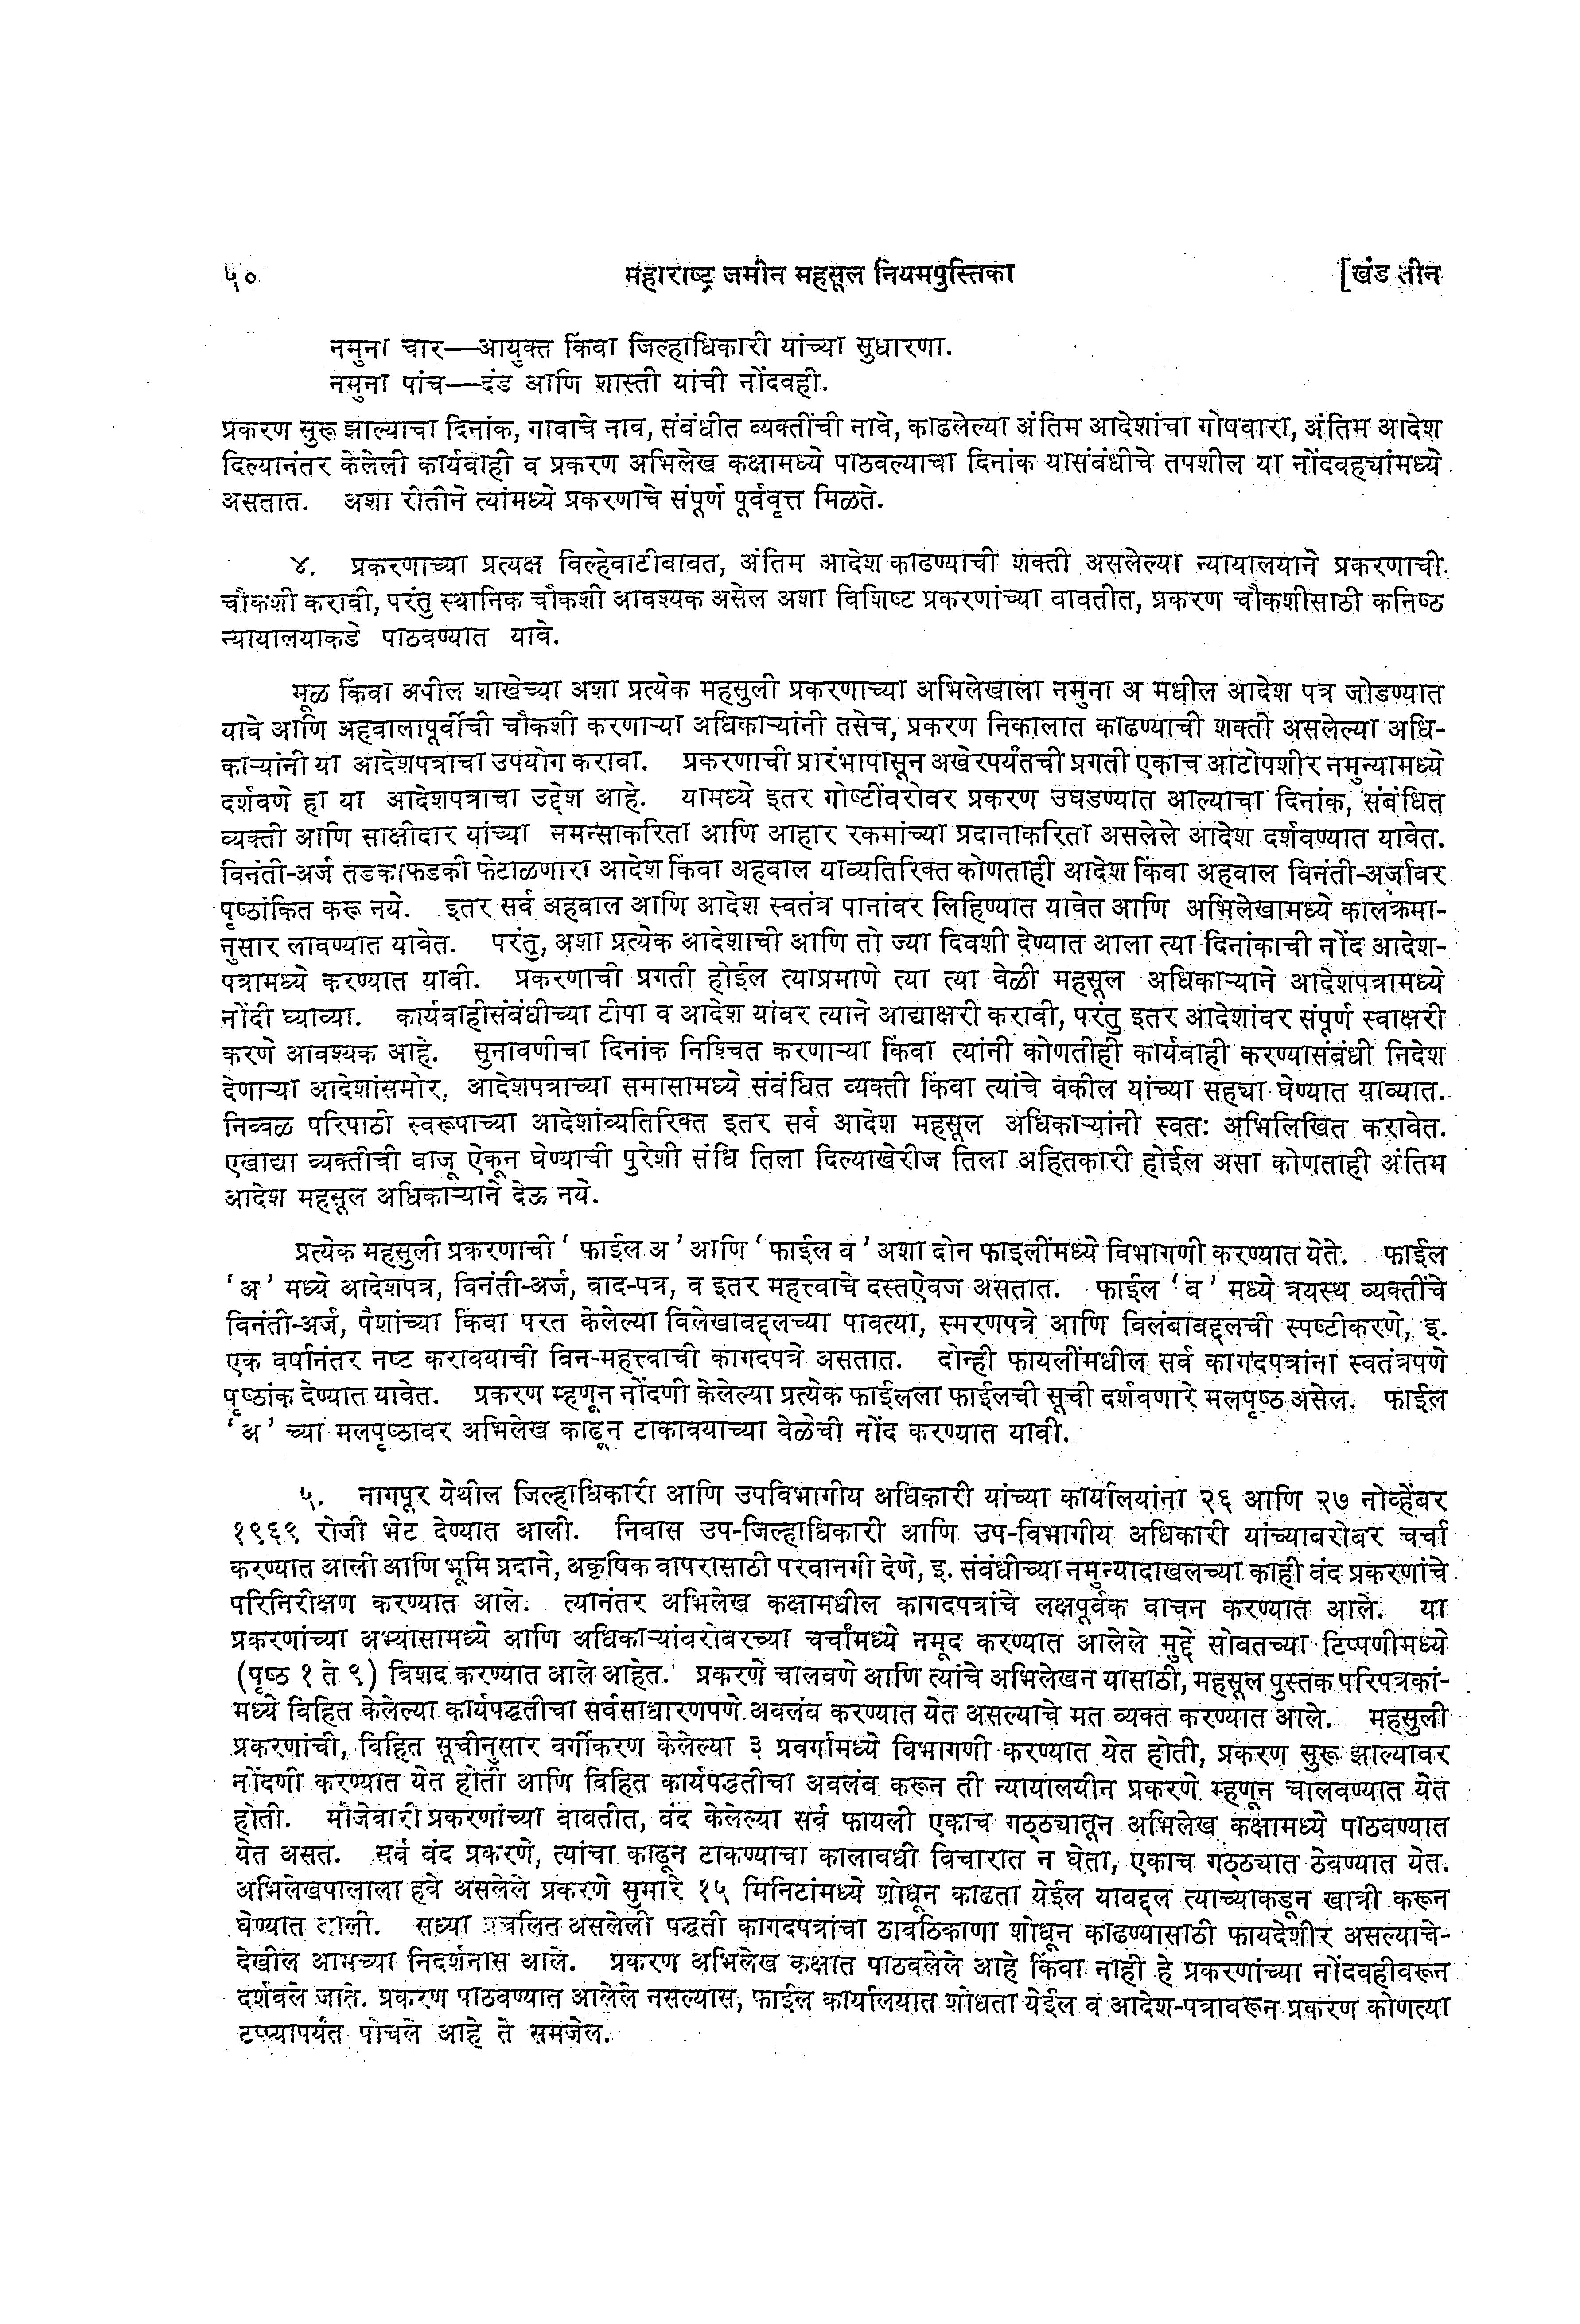 ५०
महाराष्ट्र जमीन महसूल नियमपुस्तिका
[खंड तीन
नमुना चार—आयुक्त किंवा जिल्हाधिकारी यांच्या सुधारणा.
नमुना पांच—दंड आणि शास्ती यांची नोंदवही.
प्रकरण सुरू झाल्याचा दिनांक, गावाचे नाव, संबंधीत व्यक्तींची नावे, काढलेल्या अंतिम आदेशांचा गोषवारा, अंतिम आदेश
दिल्यानंतर केलेली कार्यवाही व प्रकरण अभिलेख कक्षामध्ये पाठवल्याचा दिनांक यासंबंधीचे तपशील या नोंदवह्यांमध्ये
असतात. अशा रीतीने त्यांमध्ये प्रकरणाचे संपूर्ण पूर्ववृत्त मिळते.
४. प्रकरणाच्या प्रत्यक्ष विल्हेवाटीबाबत, अंतिम आदेश काढण्याची शक्ती असलेल्या न्यायालयाने प्रकरणाची
चौकशी करावी, परंतु स्थानिक चौकशी आवश्यक असेल अशा विशिष्ट प्रकरणांच्या बाबतीत, प्रकरण चौकशीसाठी कनिष्ठ
न्यायालयाकडे पाठवण्यात यावे.
मूळ किंवा अपील शाखेच्या अशा प्रत्येक महसुली प्रकरणाच्या अभिलेखाला नमुना अ मधील आदेश पत्र जोडण्यात
यावे आणि अहवालापूर्वीची चौकशी करणाऱ्या अधिकाऱ्यांनी तसेच, प्रकरण निकालात काढण्याची शक्ती असलेल्या अधि-
काऱ्यांनी या आदेशपत्राचा उपयोग करावा. प्रकरणाची प्रारंभापासून अखेरपर्यंतची प्रगती एकाच आटोपशीर नमुन्यामध्ये
दर्शवणे हा या आदेशपत्राचा उद्देश आहे. यामध्ये इतर गोष्टींबरोबर प्रकरण उघडण्यात आल्याचा दिनांक, संबंधित
व्यक्ती आणि साक्षीदार यांच्या समन्साकरिता आणि आहार रकमांच्या प्रदानाकरिता असलेले आदेश दर्शवण्यात यावेत.
विनंती-अर्ज तडकाफडकी फेटाळणारा आदेश किंवा अहवाल याव्यतिरिक्त कोणताही आदेश किंवा अहवाल विनंती-अर्जावर
पृष्ठांकित करू नये. इतर सर्व अहवाल आणि आदेश स्वतंत्र पानांवर लिहिण्यात यावेत आणि अभिलेखामध्ये कालक्रमा-
नुसार लावण्यात यावेत. परंतु, अशा प्रत्येक आदेशाची आणि तो ज्या दिवशी देण्यात आला त्या दिनांकाची नोंद आदेश-
पत्रामध्ये करण्यात यावी. प्रकरणाची प्रगती होईल त्याप्रमाणे त्या त्या वेळी महसूल अधिकाऱ्याने आदेशपत्रामध्ये
नोंदी घ्याव्या. कार्यवाहीसंबंधीच्या टीपा व आदेश यांवर त्याने आद्याक्षरी करावी, परंतु इतर आदेशांवर संपूर्ण स्वाक्षरी
करणे आवश्यक आहे. सुनावणीचा दिनांक निश्चित करणाऱ्या किंवा त्यांनी कोणतीही कार्यवाही करण्यासंबंधी निदेश
देणाऱ्या आदेशांसमोर, आदेशपत्राच्या समासामध्ये संबंधित व्यक्ती किंवा त्यांचे वकील यांच्या सह्या घेण्यात याव्यात.
निव्वळ परिपाठी स्वरूपाच्या आदेशांव्यतिरिक्त इतर सर्व आदेश महसूल अधिकाऱ्यांनी स्वतः अभिलिखित करावेत.
एखाद्या व्यक्तीची बाजू ऐकून घेण्याची पुरेशी संधि तिला दिल्याखेरीज तिला अहितकारी होईल असा कोणताही अंतिम
आदेश महसूल अधिकाऱ्याने देऊ नये.
प्रत्येक महसुली प्रकरणाची ‘ फाईल अ ’ आणि ‘ फाईल ब ’ अशा दोन फाइलींमध्ये विभागणी करण्यात येते. फाईल
‘ अ ’ मध्ये आदेशपत्र, विनंती-अर्ज, वाद-पत्र, व इतर महत्त्वाचे दस्तऐवज असतात. फाईल ‘ ब ’ मध्ये त्रयस्थ व्यक्तींचे
विनंती-अर्ज, पैशांच्या किंवा परत केलेल्या विलेखाबद्दलच्या पावत्या, स्मरणपत्रे आणि विलंबाबद्दलची स्पष्टीकरणे, इ.
एक वर्षानंतर नष्ट करावयाची बिन-महत्त्वाची कागदपत्रे असतात. दोन्ही फायलींमधील सर्व कागदपत्रांना स्वतंत्रपणे
पृष्ठांक देण्यात यावेत. प्रकरण म्हणून नोंदणी केलेल्या प्रत्येक फाईलला फाईलची सूची दर्शवणारे मलपृष्ठ असेल. फाईल
‘ अ ’ च्या मलपृष्ठावर अभिलेख काढून टाकावयाच्या वेळेची नोंद करण्यात यावी.
५. नागपूर येथील जिल्हाधिकारी आणि उपविभागीय अधिकारी यांच्या कार्यालयांना २६ आणि २७ नोव्हेंबर
१९६९ रोजी भेट देण्यात आली. निवास उप-जिल्हाधिकारी आणि उप-विभागीय अधिकारी यांच्याबरोबर चर्चा
करण्यात आली आणि भूमि प्रदाने, अकृषिक वापरासाठी परवानगी देणे, इ. संबंधीच्या नमुन्यादाखलच्या काही बंद प्रकरणांचे
परिनिरीक्षण करण्यात आले. त्यानंतर अभिलेख कक्षामधील कागदपत्रांचे लक्षपूर्वक वाचन करण्यात आले. या
प्रकरणांच्या अभ्यासामध्ये आणि अधिकाऱ्यांबरोबरच्या चर्चांमध्ये नमूद करण्यात आलेले मुद्दे सोबतच्या टिप्पणीमध्ये
(पृष्ठ १ ते ९) विशद करण्यात आले आहेत. प्रकरणे चालवणे आणि त्यांचे अभिलेखन यासाठी, महसूल पुस्तक परिपत्रकां-
मध्ये विहित केलेल्या कार्यपद्धतीचा सर्वसाधारणपणे अवलंब करण्यात येत असल्याचे मत व्यक्त करण्यात आले. महसुली
प्रकरणांची, विहित सूचीनुसार वर्गीकरण केलेल्या ३ प्रवर्गांमध्ये विभागणी करण्यात येत होती, प्रकरण सुरू झाल्यावर
नोंदणी करण्यात येत होती आणि विहित कार्यपद्धतीचा अवलंब करून ती न्यायालयीन प्रकरणे म्हणून चालवण्यात येत
होती. मौजेवारी प्रकरणांच्या बाबतीत, बंद केलेल्या सर्व फायली एकाच गठ्ठ्यातून अभिलेख कक्षामध्ये पाठवण्यात
येत असत. सर्व बंद प्रकरणे, त्यांचा काढून टाकण्याचा कालावधी विचारात न घेता, एकाच गठ्ठ्यात ठेवण्यात येत.
अभिलेखपालाला हवे असलेले प्रकरणे सुमारे १५ मिनिटांमध्ये शोधून काढता येईल याबद्दल त्याच्याकडून खात्री करून
घेण्यात आली. सध्या प्रचलित असलेली पद्धती कागदपत्रांचा ठावठिकाणा शोधून काढण्यासाठी फायदेशीर असल्याचे-
देखील आमच्या निदर्शनास आले. प्रकरण अभिलेख कक्षात पाठवलेले आहे किंवा नाही हे प्रकरणांच्या नोंदवहीवरून
दर्शवले जाते. प्रकरण पाठवण्यात आलेले नसल्यास, फाईल कार्यालयात शोधता येईल व आदेश-पत्रावरून प्रकरण कोणत्या
टप्प्यापर्यंत पोचले आहे ते समजेल.